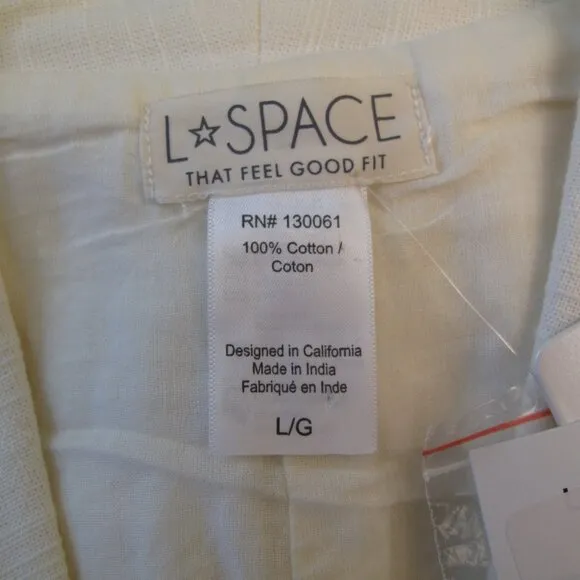 L☆SPACE
THAT FEEL GOOD FIT
RN# 130061
100% Cotton /
Coton
Designed in California
Made in India
Fabriqué en Inde
L/G